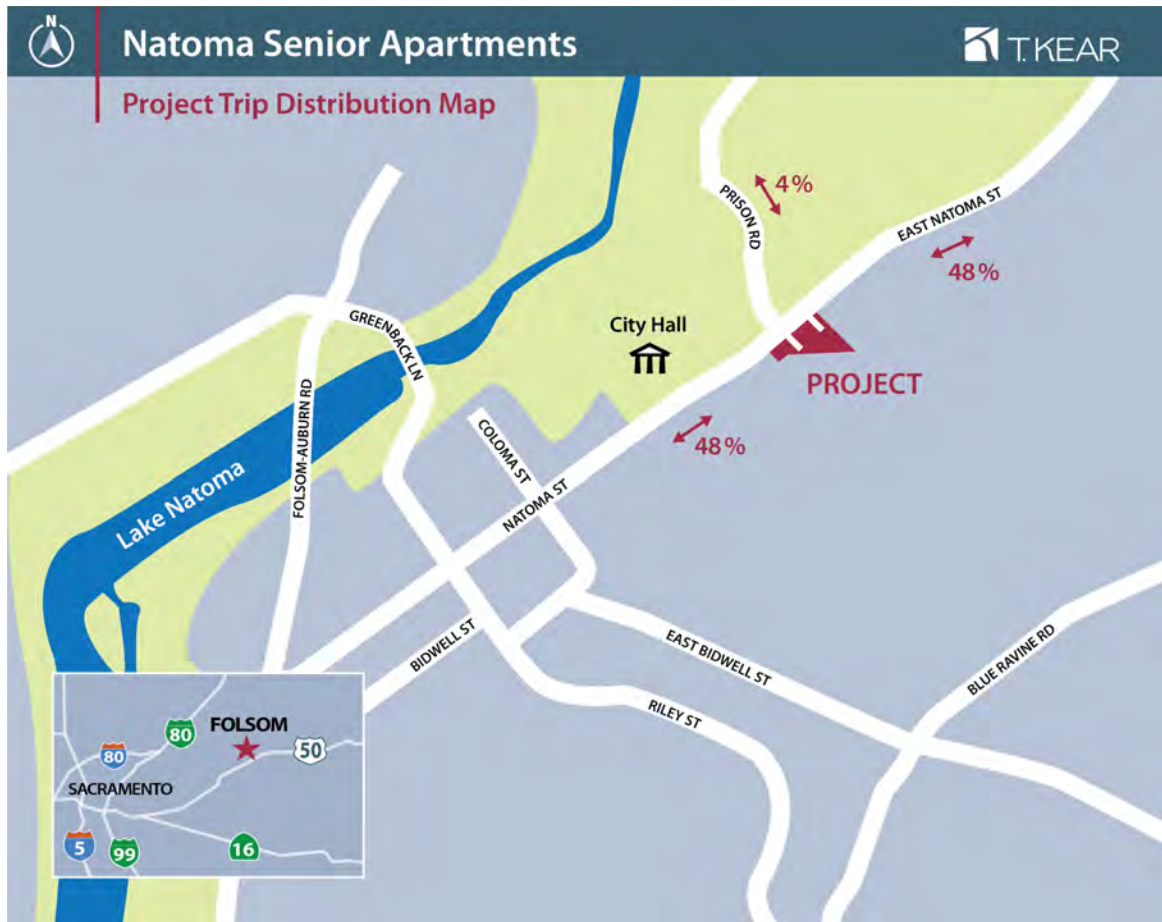 N
Natoma Senior Apartments
T.KEAR
Project Trip Distribution Map
4%
PRISON RD
EAST NATOMA ST
48%
City Hall
PROJECT
GREENBACK LN
FOLSOM-AUBURN RD
48%
COLOMA ST
Lake Natoma
NATOMA ST
BIDWELL ST
EAST BIDWELL ST
BLUE RAVINE RD
RILEY ST
80
FOLSOM
50
80
SACRAMENTO
5
99
16